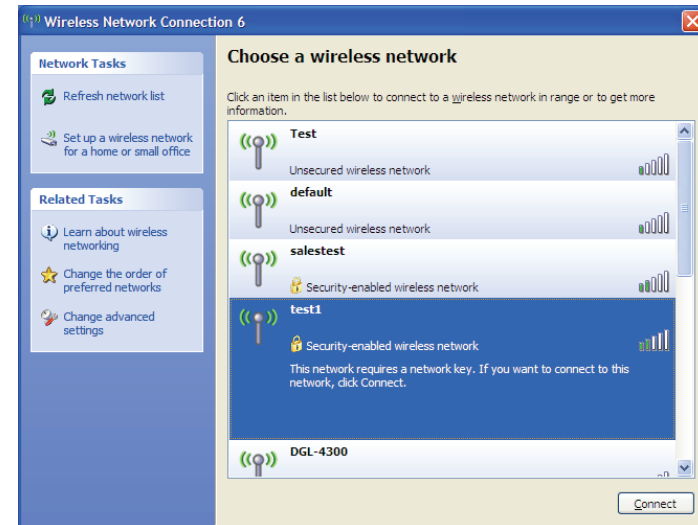 Wireless Network Connection 6
Network Tasks
Refresh network list
Set up a wireless network
for a home or small office
Related Tasks
Learn about wireless
networking
Change the order of
preferred networks
Change advanced
settings
Choose a wireless network
Click an item in the list below to connect to a wireless network in range or to get more
information.
Test
Unsecured wireless network
default
Unsecured wireless network
salestest
Security-enabled wireless network
test1
Security-enabled wireless network
This network requires a network key. If you want to connect to this
network, click Connect.
DGL-4300
Connect